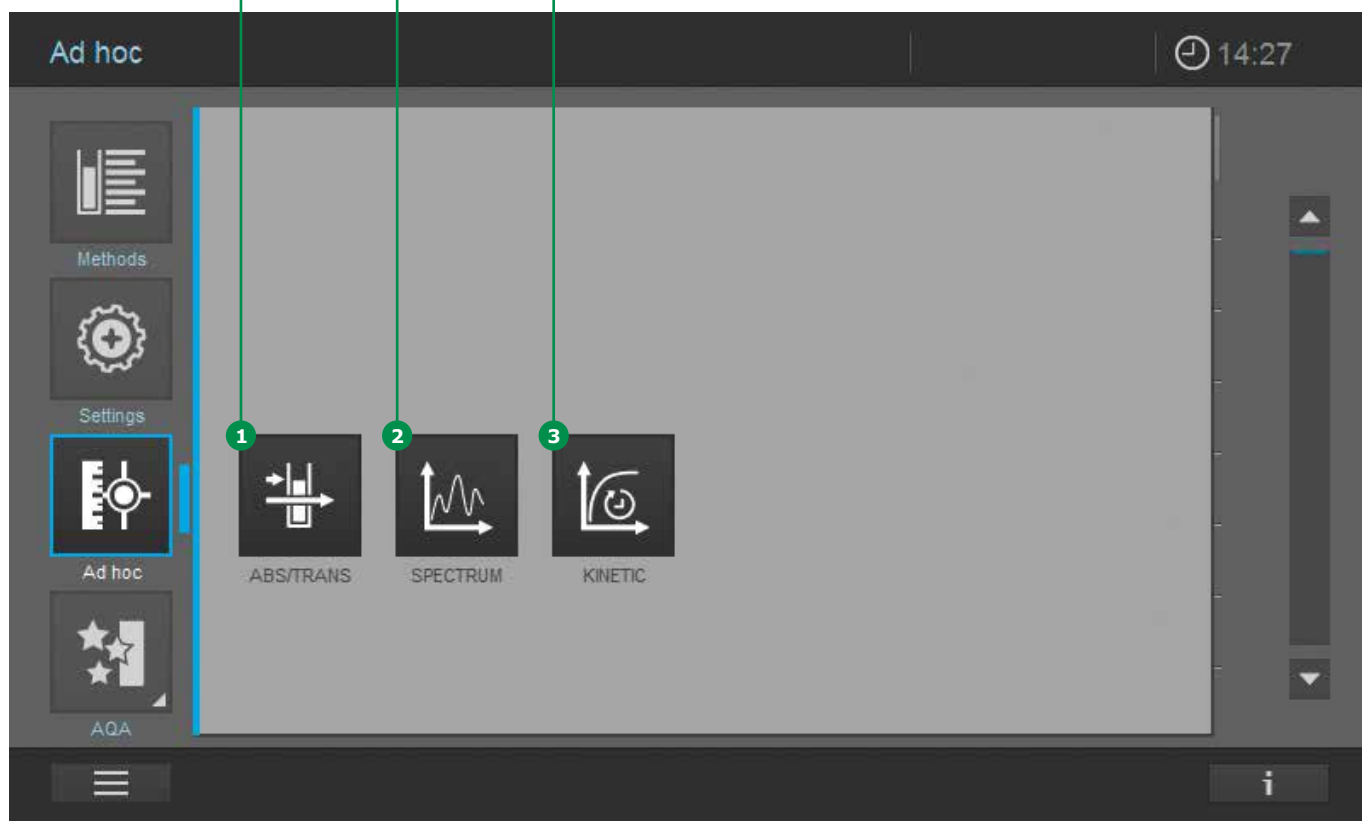 Ad hoc
14:27
Methods
Settings
1
2
3
Ad hoc
ABS/TRANS
SPECTRUM
KINETIC
AQA
i